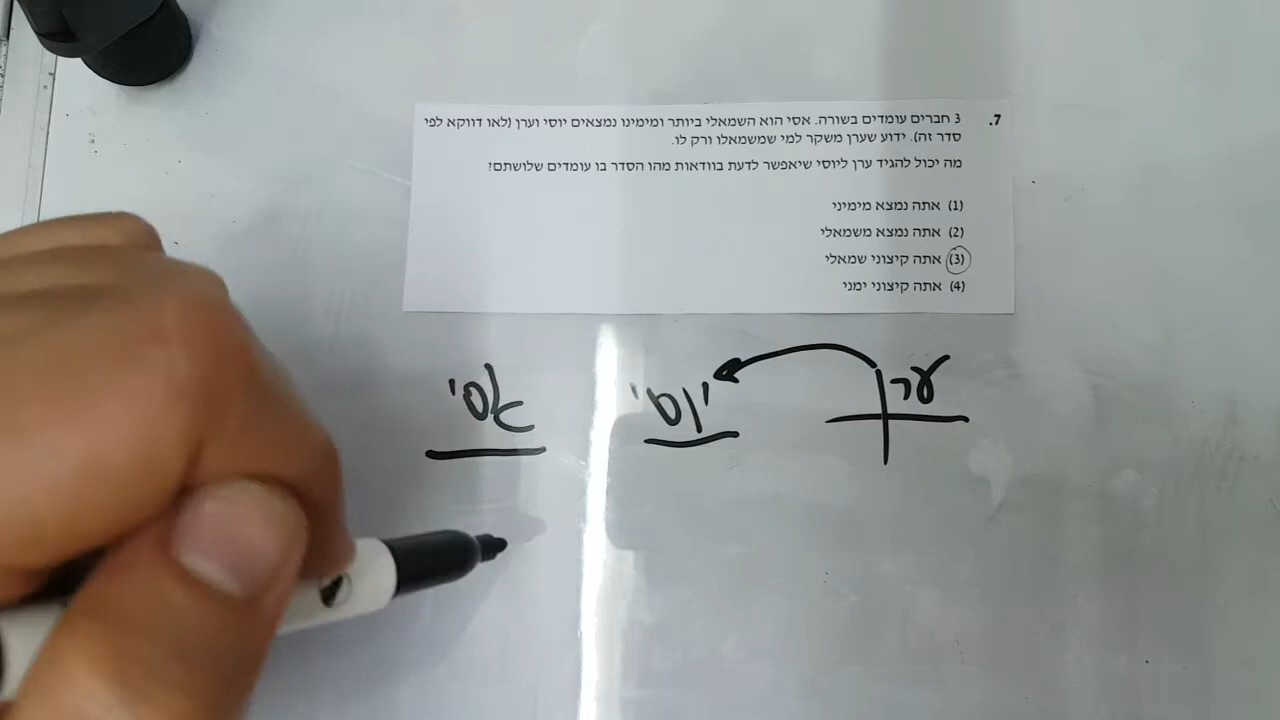 7. 3 חברים עומדים בשורה. אסי הוא השמאלי ביותר ומימינו נמצאים יוסי וערן (לאו דווקא לפי
סדר זה). ידוע שערן משקר למי שמשמאלו ורק לו.
מה יכול להגיד ערן ליוסי שיאפשר לדעת בוודאות מהו הסדר בו עומדים שלושתם?
(1) אתה נמצא מימיני
(2) אתה נמצא משמאלי
(3) אתה קיצוני שמאלי
(4) אתה קיצוני ימני
ערן יוסי אסי